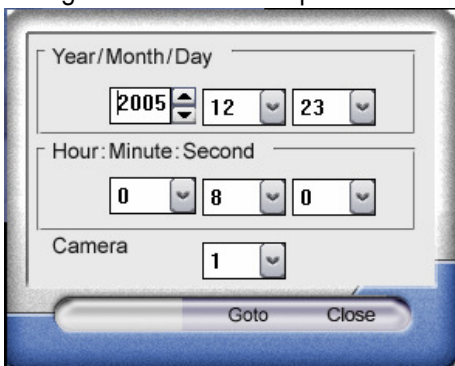 Year/Month/Day
2005 12 23
Hour:Minute:Second
0 8 0
Camera
1
Goto Close